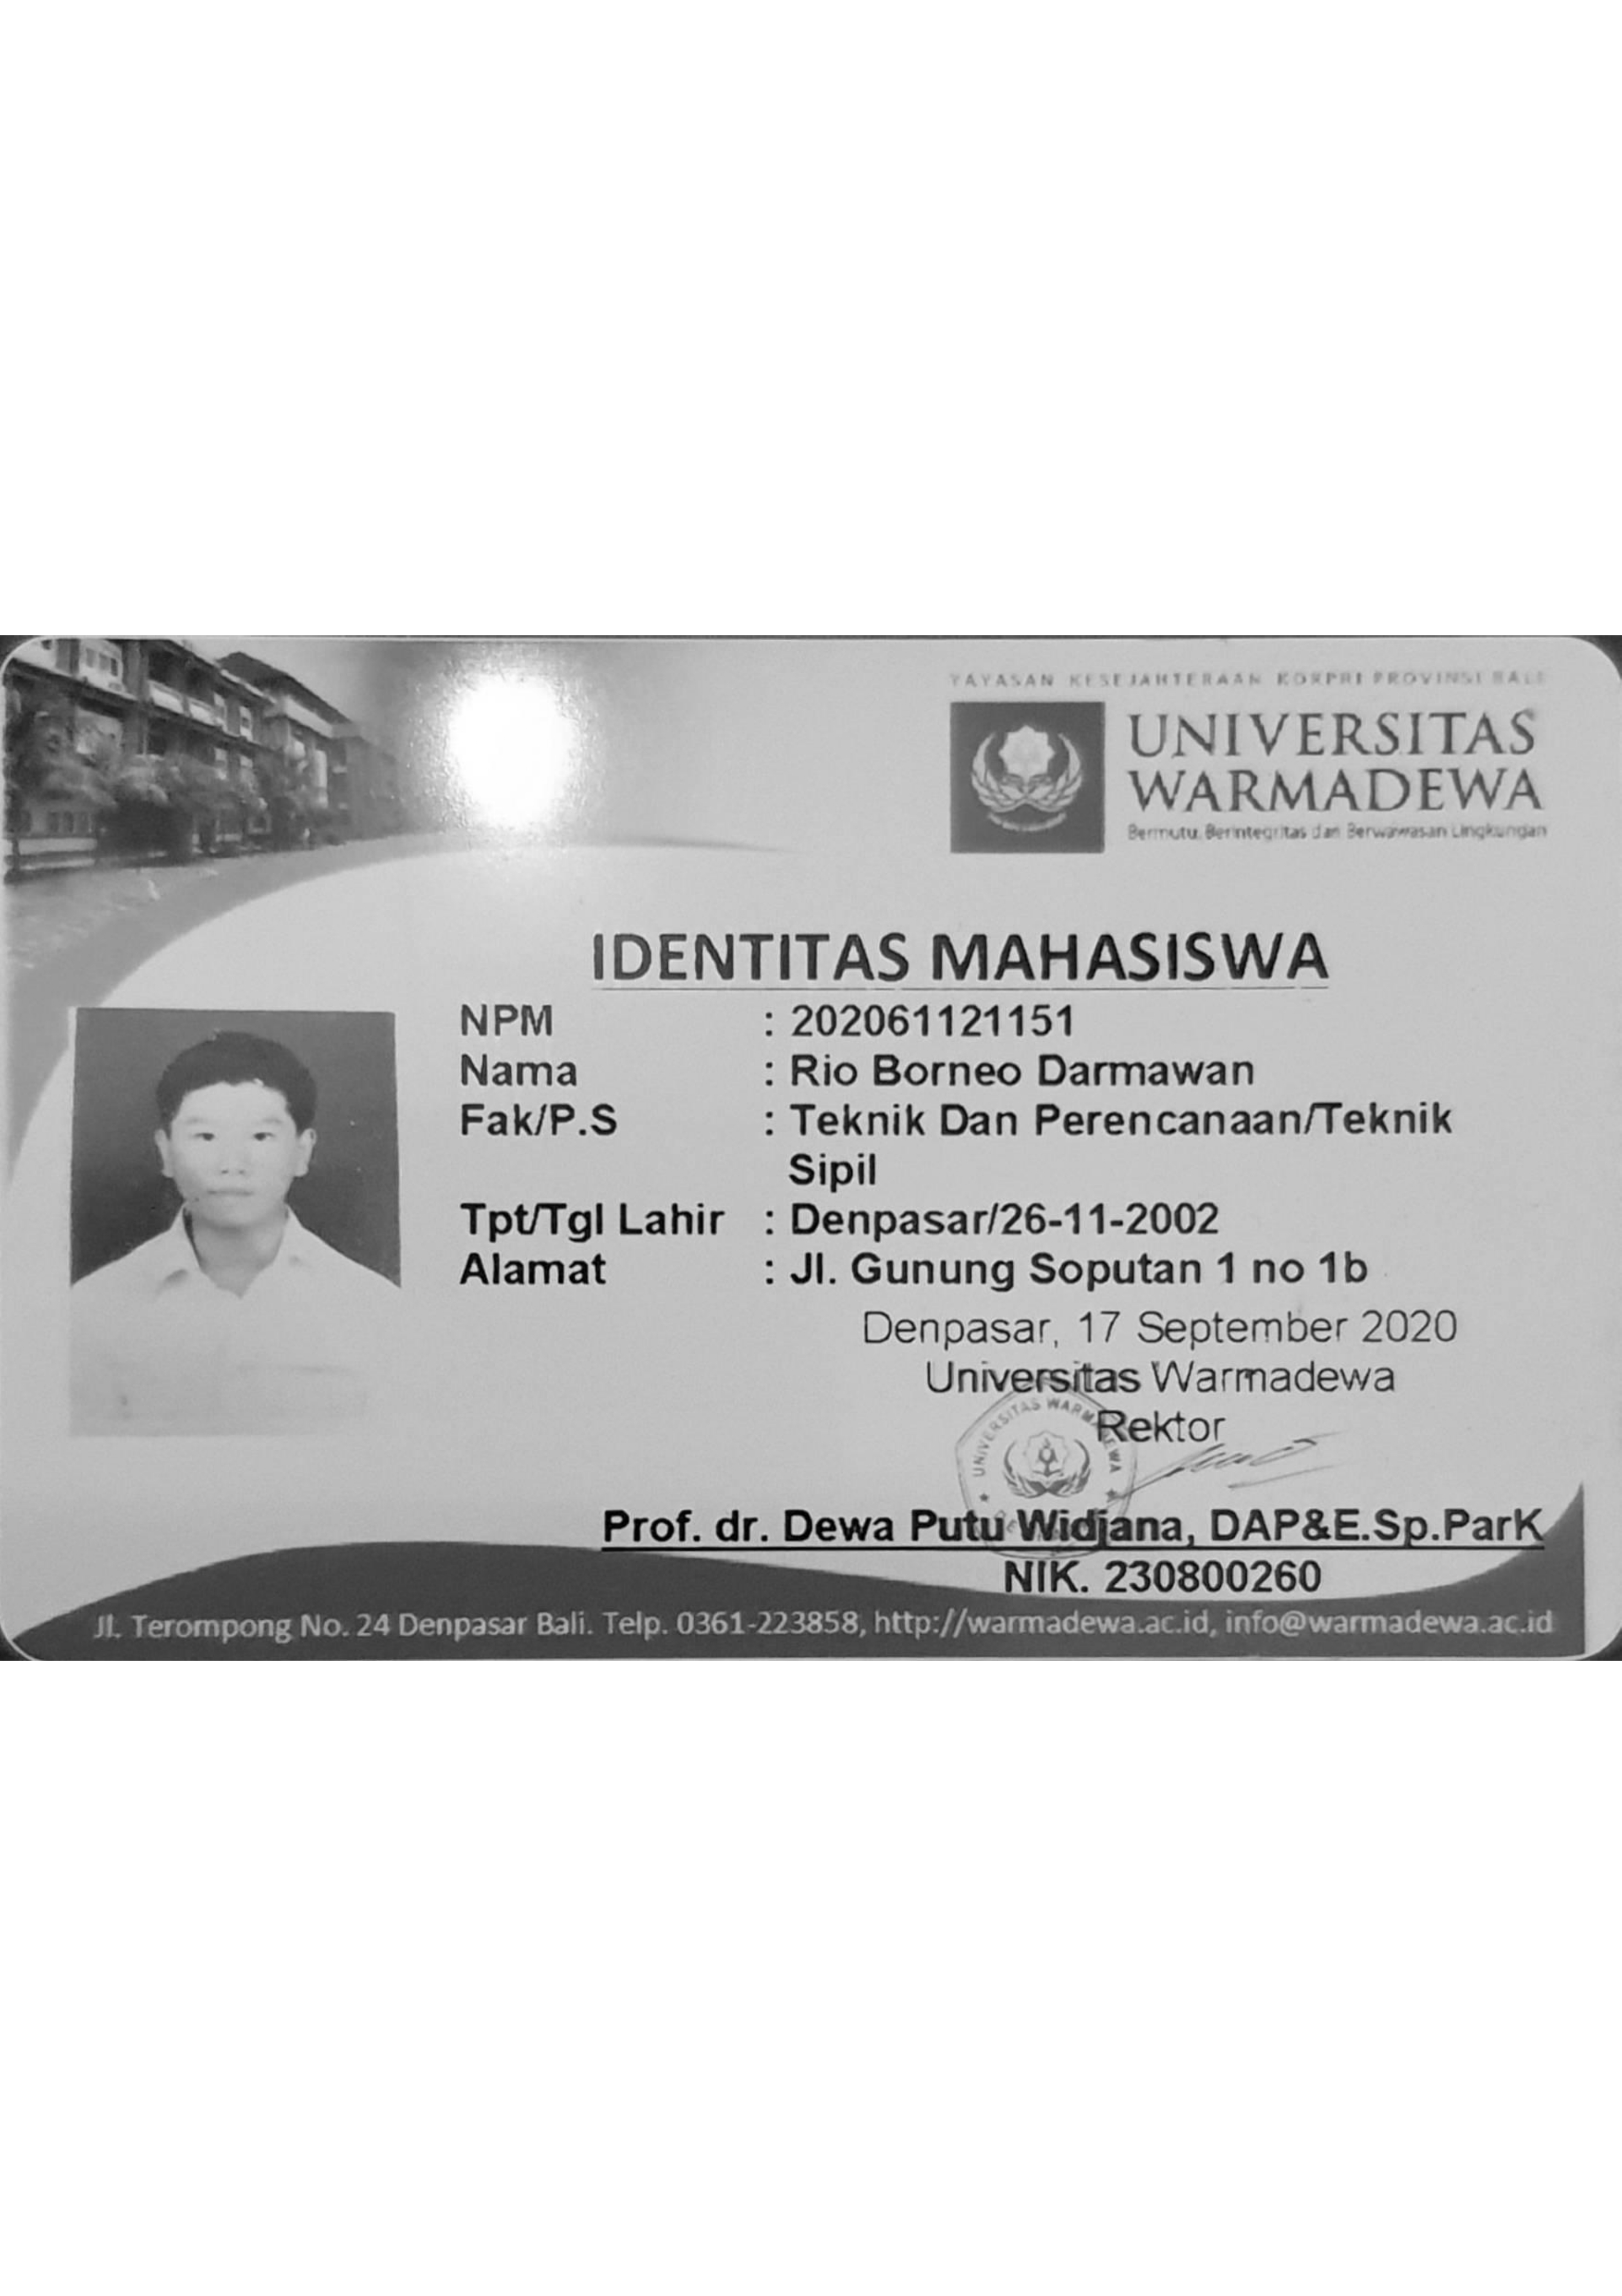 YAYASAN KESEJAHTERAAN KORPRI PROVINSI BALI
UNIVERSITAS
WARMADEWA
Bermutu, Berintegritas dan Berwawasan Lingkungan
IDENTITAS MAHASISWA
NPM : 202061121151
Nama : Rio Borneo Darmawan
Fak/P.S : Teknik Dan Perencanaan/Teknik
Sipil
Tpt/Tgl Lahir : Denpasar/26-11-2002
Alamat : Jl. Gunung Soputan 1 no 1b
Denpasar, 17 September 2020
Universitas Warmadewa
Rektor
UNIVERSITAS WARMADEWA
Prof. dr. Dewa Putu Widjana, DAP&E.Sp.ParK
NIK. 230800260
Jl. Terompong No. 24 Denpasar Bali. Telp. 0361-223858, http://warmadewa.ac.id, info@warmadewa.ac.id